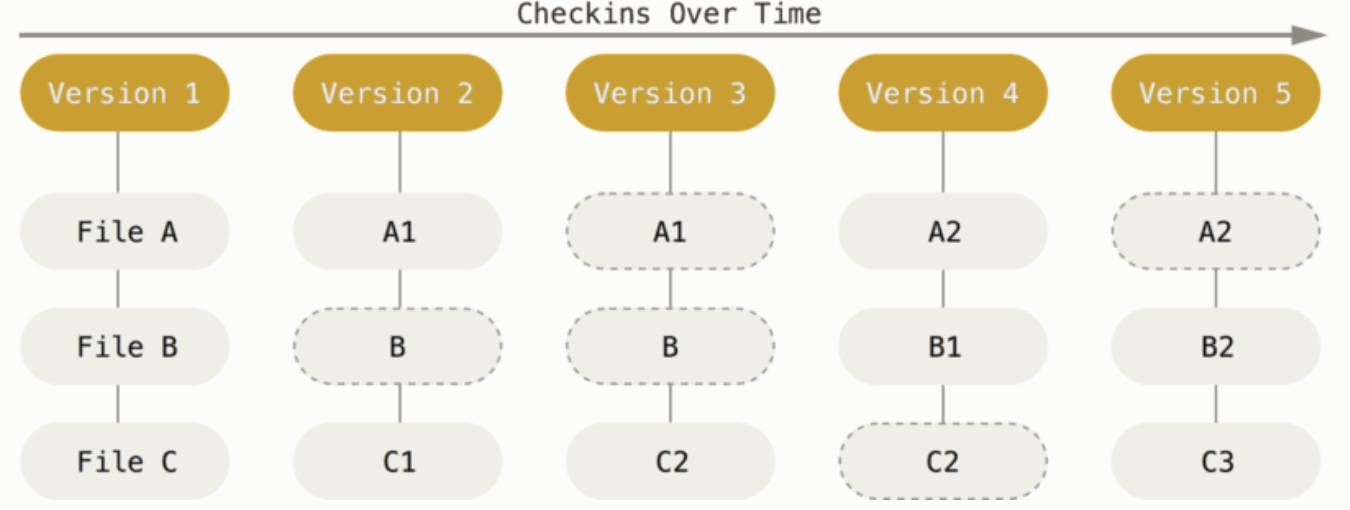 Checkins Over Time
Version 1 Version 2 Version 3 Version 4 Version 5
File A A1 A1 A2 A2
File B B B B1 B2
File C C1 C2 C2 C3